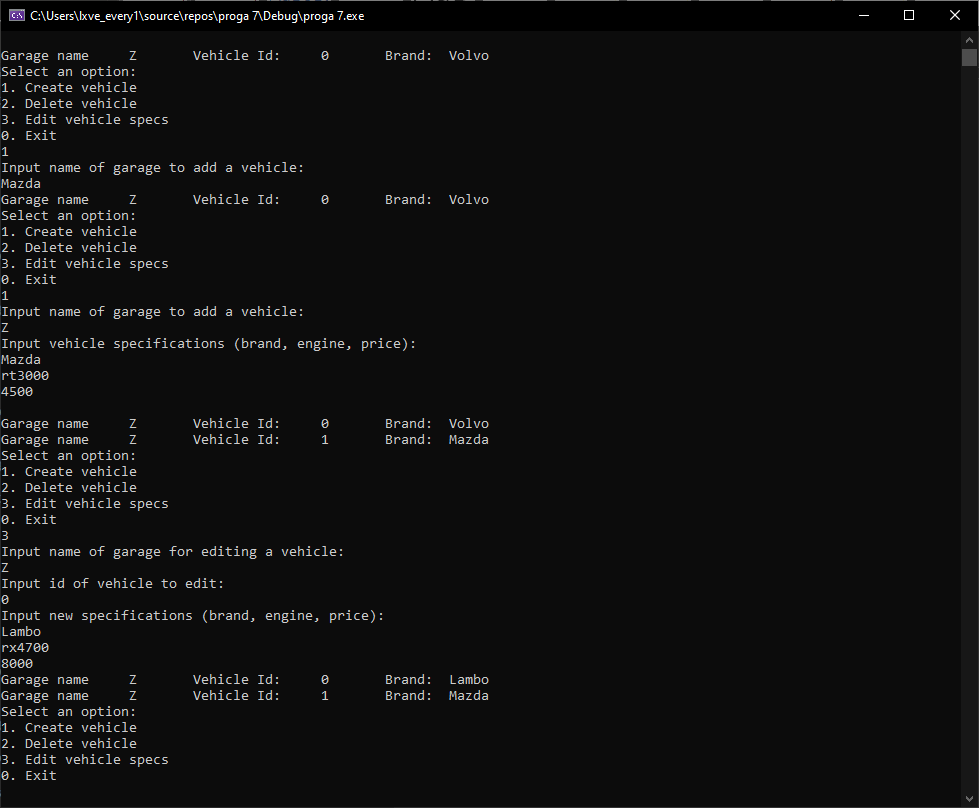 C:\Users\lxve_every1\source\repos\proga 7\Debug\proga 7.exe
Garage name Z Vehicle Id: 0 Brand: Volvo
Select an option:
1. Create vehicle
2. Delete vehicle
3. Edit vehicle specs
0. Exit
1
Input name of garage to add a vehicle:
Mazda
Garage name Z Vehicle Id: 0 Brand: Volvo
Select an option:
1. Create vehicle
2. Delete vehicle
3. Edit vehicle specs
0. Exit
1
Input name of garage to add a vehicle:
Z
Input vehicle specifications (brand, engine, price):
Mazda
rt3000
4500
Garage name Z Vehicle Id: 0 Brand: Volvo
Garage name Z Vehicle Id: 1 Brand: Mazda
Select an option:
1. Create vehicle
2. Delete vehicle
3. Edit vehicle specs
0. Exit
3
Input name of garage for editing a vehicle:
Z
Input id of vehicle to edit:
0
Input new specifications (brand, engine, price):
Lambo
rx4700
8000
Garage name Z Vehicle Id: 0 Brand: Lambo
Garage name Z Vehicle Id: 1 Brand: Mazda
Select an option:
1. Create vehicle
2. Delete vehicle
3. Edit vehicle specs
0. Exit